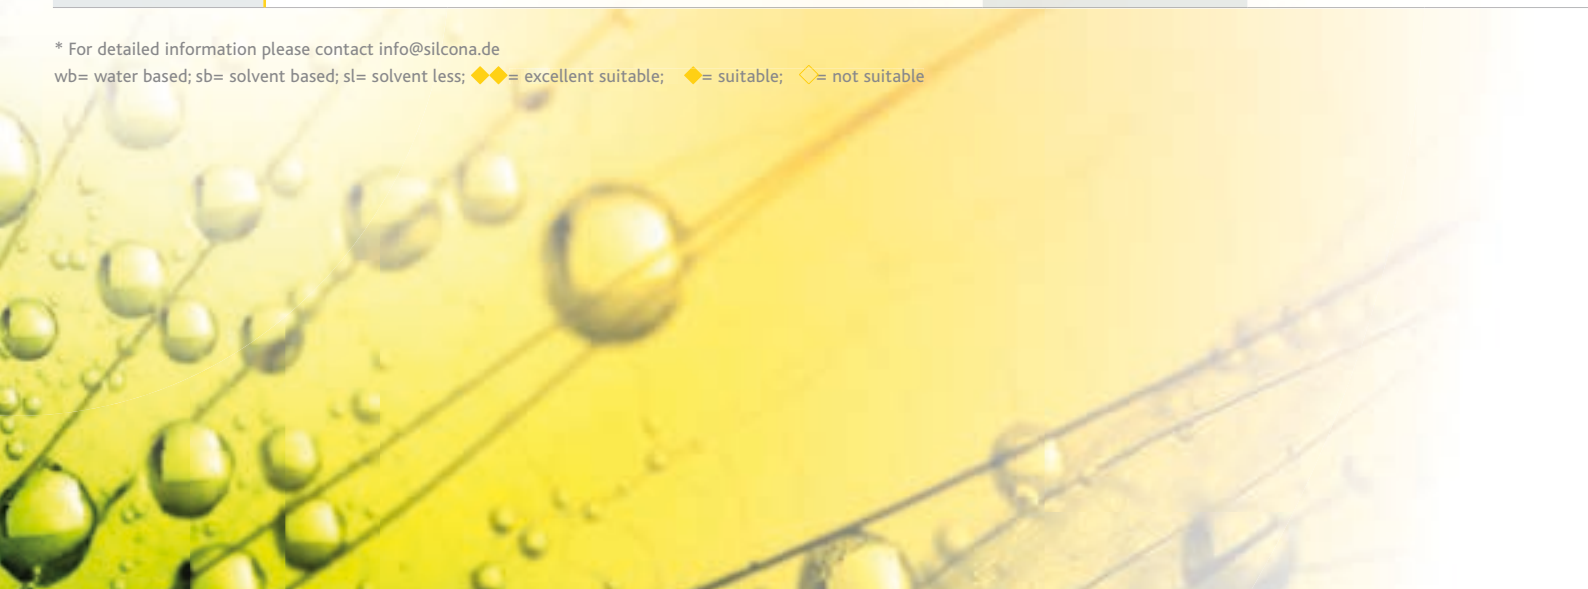 * For detailed information please contact info@silcona.de
wb= water based; sb= solvent based; sl= solvent less; ◆◆= excellent suitable; ◆= suitable; ◇= not suitable